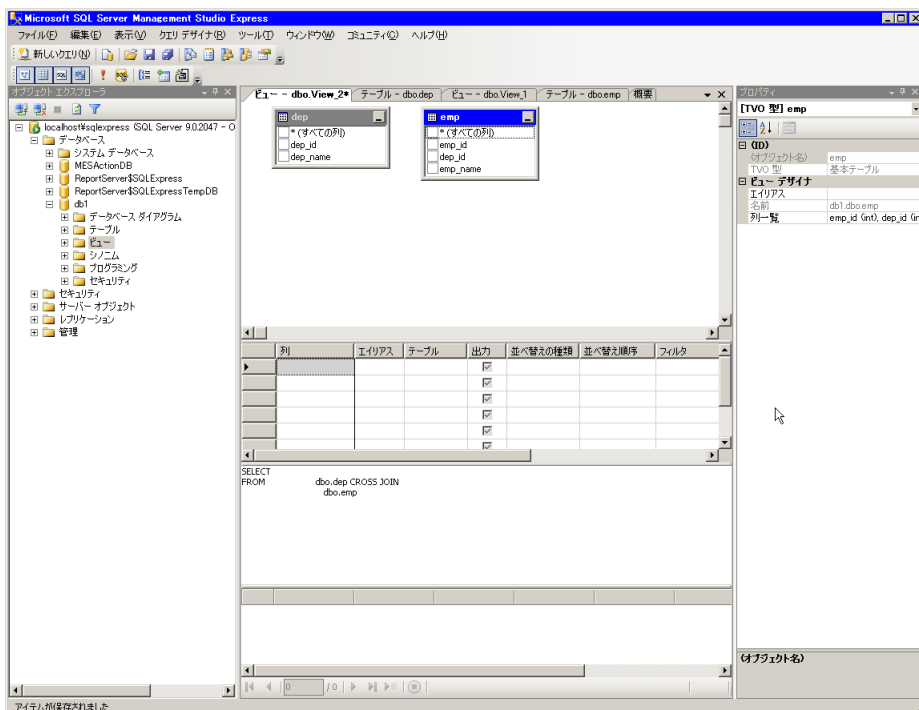 Microsoft SQL Server Management Studio Express
ファイル(F) 編集(E) 表示(V) クエリ デザイナ(R) ツール(T) ウィンドウ(W) コミュニティ(C) ヘルプ(H)
新しいクエリ(N)
オブジェクト エクスプローラ
localhost¥sqlexpress (SQL Server 9.0.2047 - O
データベース
システム データベース
MESActionDB
ReportServer$SQLExpress
ReportServer$SQLExpressTempDB
db1
データベース ダイアグラム
テーブル
ビュー
シノニム
プログラミング
セキュリティ
セキュリティ
サーバー オブジェクト
レプリケーション
管理
ビュー - dbo.View_2* テーブル - dbo.dep ビュー - dbo.View_1 テーブル - dbo.emp 概要
dep
* (すべての列)
dep_id
dep_name
emp
* (すべての列)
emp_id
dep_id
emp_name
列 エイリアス テーブル 出力 並べ替えの種類 並べ替え順序 フィルタ
SELECT
FROM dbo.dep CROSS JOIN
dbo.emp
0 / 0
プロパティ
[TVO 型] emp
(ID)
(オブジェクト名) emp
TVO 型 基本テーブル
ビュー デザイナ
エイリアス
名前 db1.dbo.emp
列一覧 emp_id (int), dep_id (in
(オブジェクト名)
アイテムが保存されました